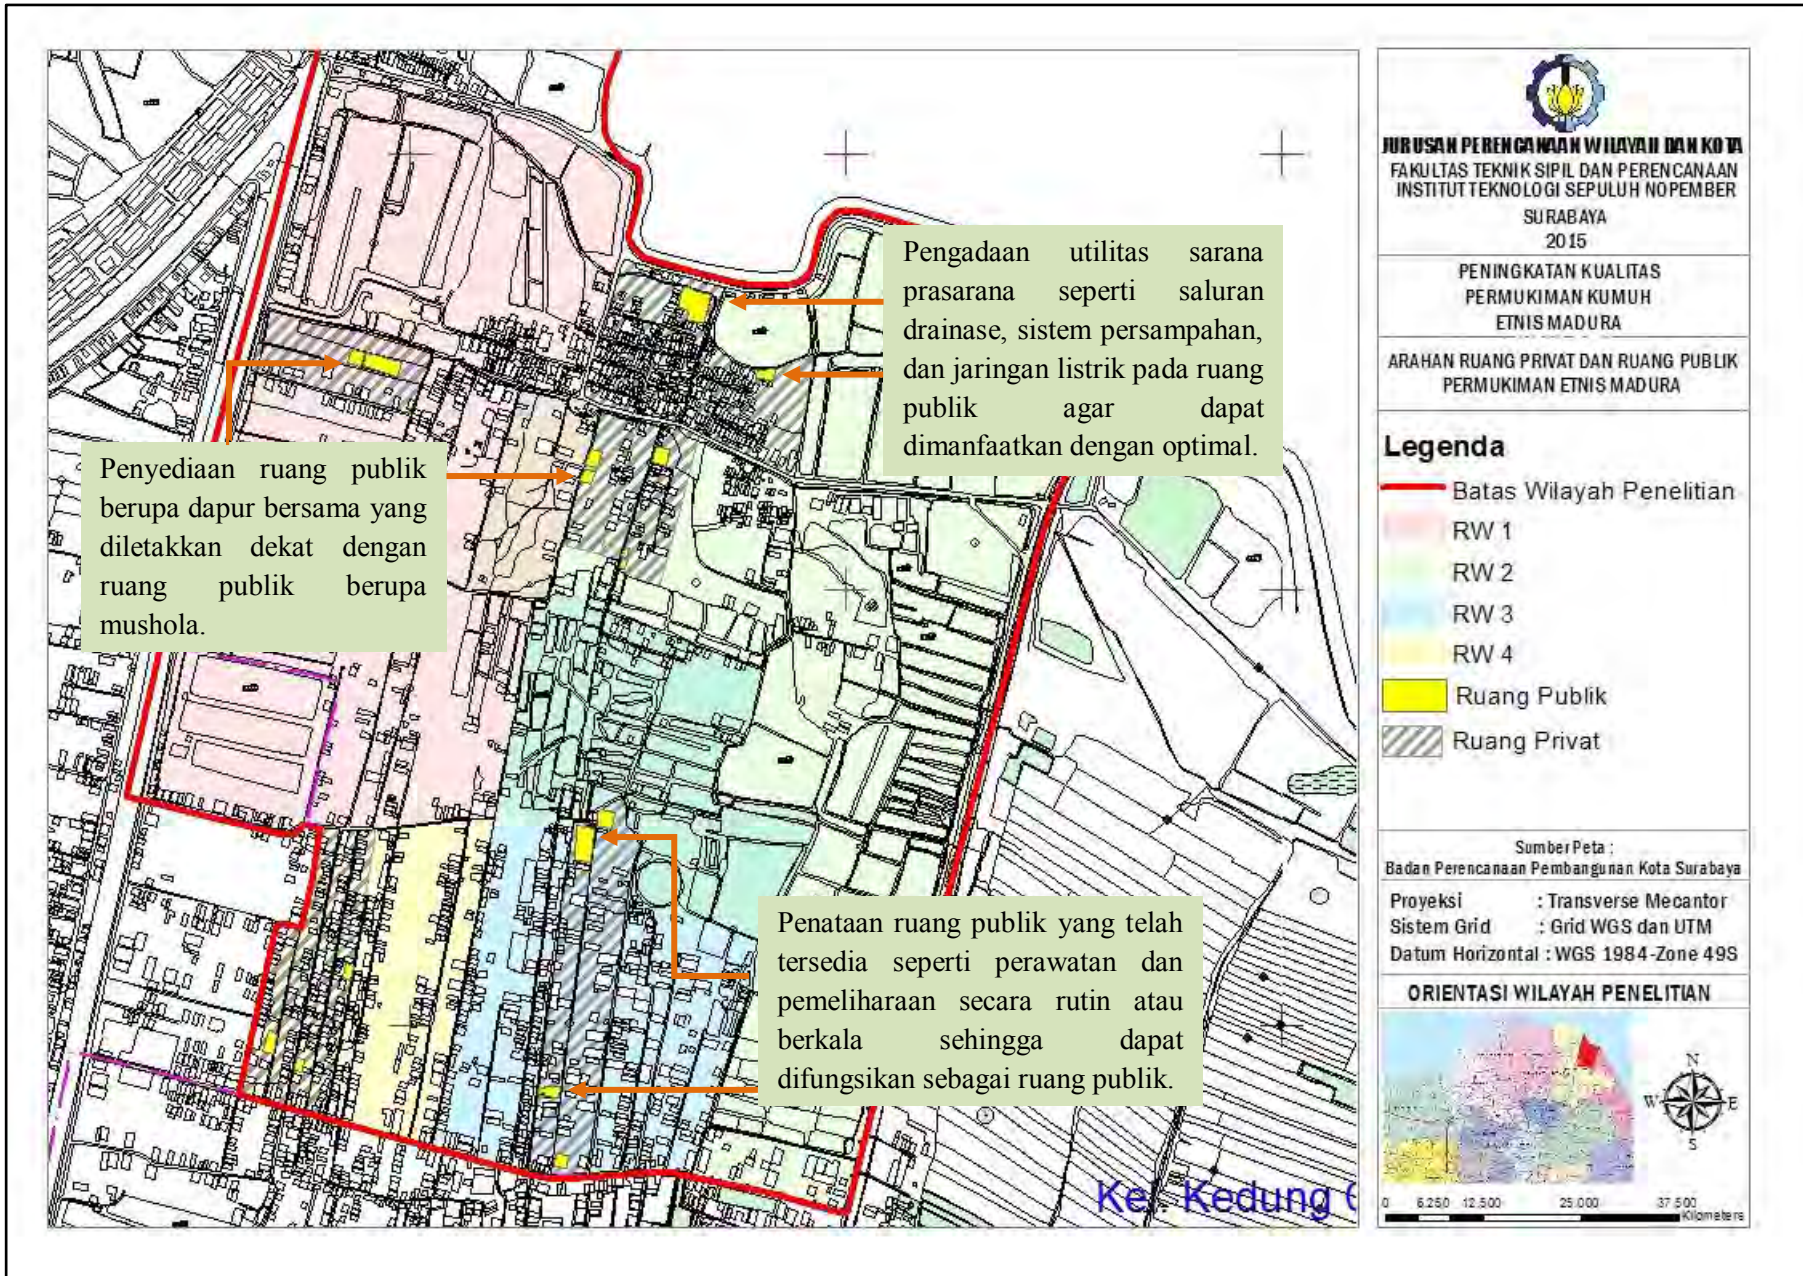 Pengadaan utilitas sarana
prasarana seperti saluran
drainase, sistem persampahan,
dan jaringan listrik pada ruang
publik agar dapat
dimanfaatkan dengan optimal.
Penyediaan ruang publik
berupa dapur bersama yang
diletakkan dekat dengan
ruang publik berupa
mushola.
Penataan ruang publik yang telah
tersedia seperti perawatan dan
pemeliharaan secara rutin atau
berkala sehingga dapat
difungsikan sebagai ruang publik.
Ke. Kedung
JURUSAN PERENCANAAN WILAYAH DAN KOTA
FAKULTAS TEKNIK SIPIL DAN PERENCANAAN
INSTITUT TEKNOLOGI SEPULUH NOPEMBER
SURABAYA
2015
PENINGKATAN KUALITAS
PERMUKIMAN KUMUH
ETNIS MADURA
ARAHAN RUANG PRIVAT DAN RUANG PUBLIK
PERMUKIMAN ETNIS MADURA
Legenda
Batas Wilayah Penelitian
RW 1
RW 2
RW 3
RW 4
Ruang Publik
Ruang Privat
Sumber Peta :
Badan Perencanaan Pembangunan Kota Surabaya
Proyeksi : Transverse Mecantor
Sistem Grid : Grid WGS dan UTM
Datum Horizontal : WGS 1984-Zone 49S
ORIENTASI WILAYAH PENELITIAN
N
W E
S
0 6.250 12.500 25.000 37.500
Kilometers